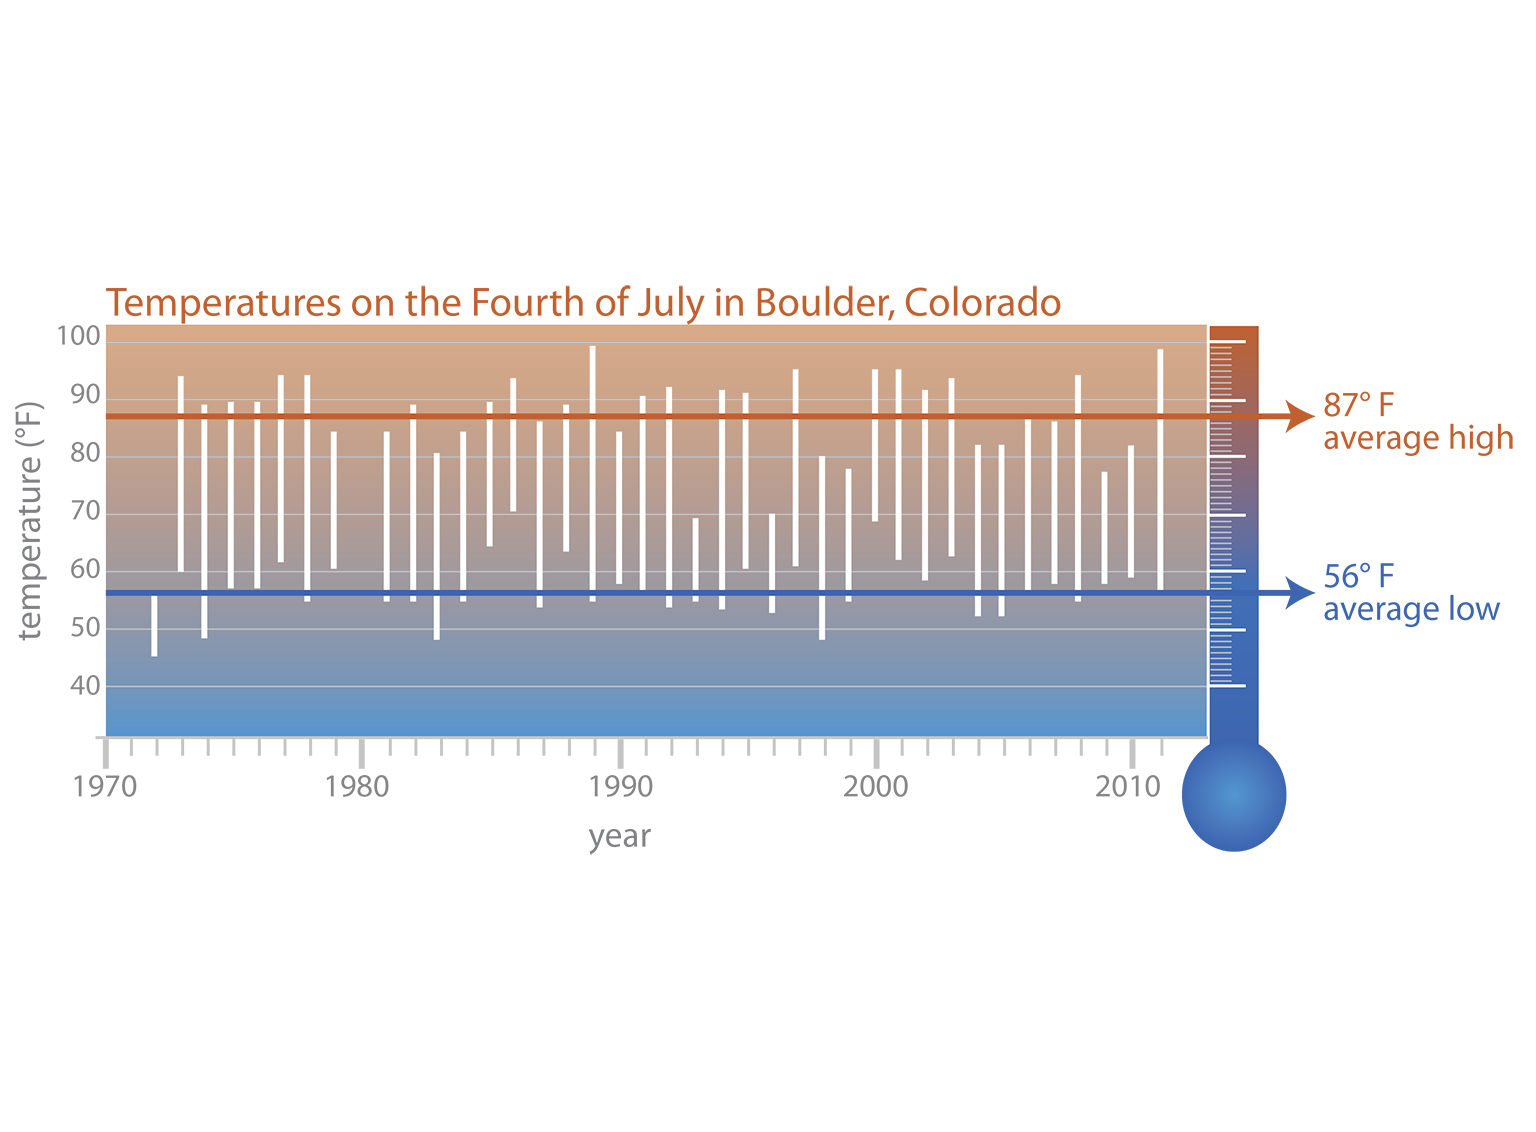 Temperatures on the Fourth of July in Boulder, Colorado
100
90
80
70
60
50
40
temperature (°F)
87° F
average high
56° F
average low
1970 1980 1990 2000 2010
year